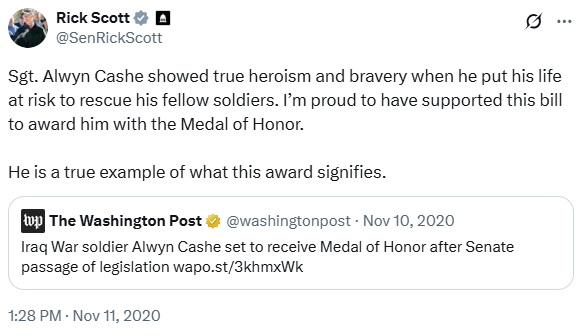 Rick Scott
@SenRickScott
Sgt. Alwyn Cashe showed true heroism and bravery when he put his life
at risk to rescue his fellow soldiers. I’m proud to have supported this bill
to award him with the Medal of Honor.
He is a true example of what this award signifies.
wp The Washington Post @washingtonpost · Nov 10, 2020
Iraq War soldier Alwyn Cashe set to receive Medal of Honor after Senate
passage of legislation wapo.st/3khmxWk
1:28 PM · Nov 11, 2020